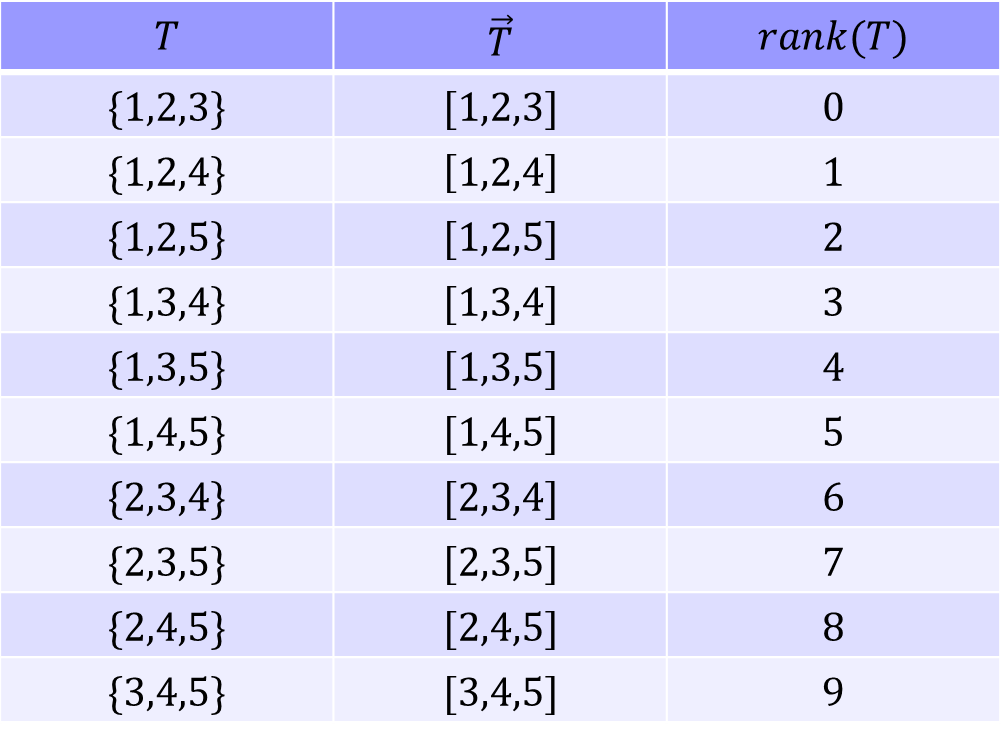 T T⃗ rank(T)
{1,2,3} [1,2,3] 0
{1,2,4} [1,2,4] 1
{1,2,5} [1,2,5] 2
{1,3,4} [1,3,4] 3
{1,3,5} [1,3,5] 4
{1,4,5} [1,4,5] 5
{2,3,4} [2,3,4] 6
{2,3,5} [2,3,5] 7
{2,4,5} [2,4,5] 8
{3,4,5} [3,4,5] 9